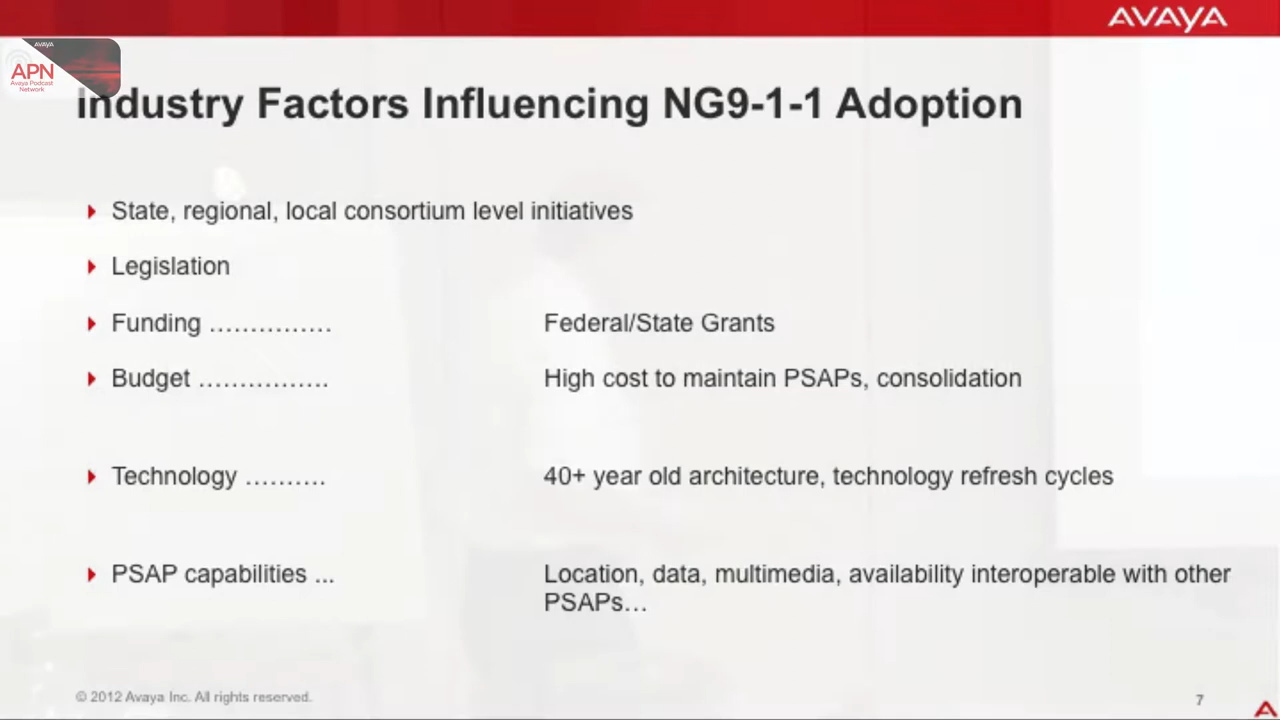 AVAYA
AVAYA
APN
Avaya Podcast
Network
Industry Factors Influencing NG9-1-1 Adoption
State, regional, local consortium level initiatives
Legislation
Funding …………… Federal/State Grants
Budget ……………. High cost to maintain PSAPs, consolidation
Technology ………. 40+ year old architecture, technology refresh cycles
PSAP capabilities ... Location, data, multimedia, availability interoperable with other
PSAPs…
© 2012 Avaya Inc. All rights reserved.
7